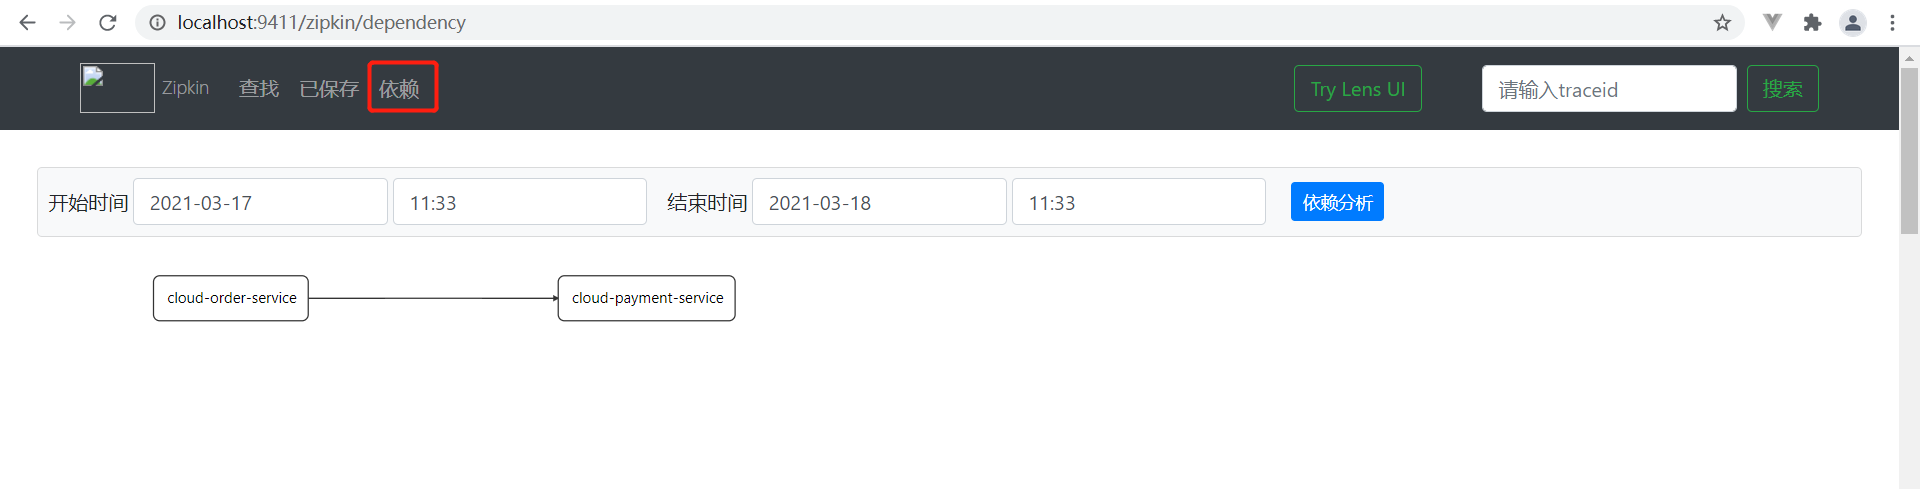 localhost:9411/zipkin/dependency
Zipkin 查找 已保存 依赖 Try Lens UI 请输入traceid 搜索
开始时间 2021-03-17 11:33 结束时间 2021-03-18 11:33 依赖分析
cloud-order-service cloud-payment-service